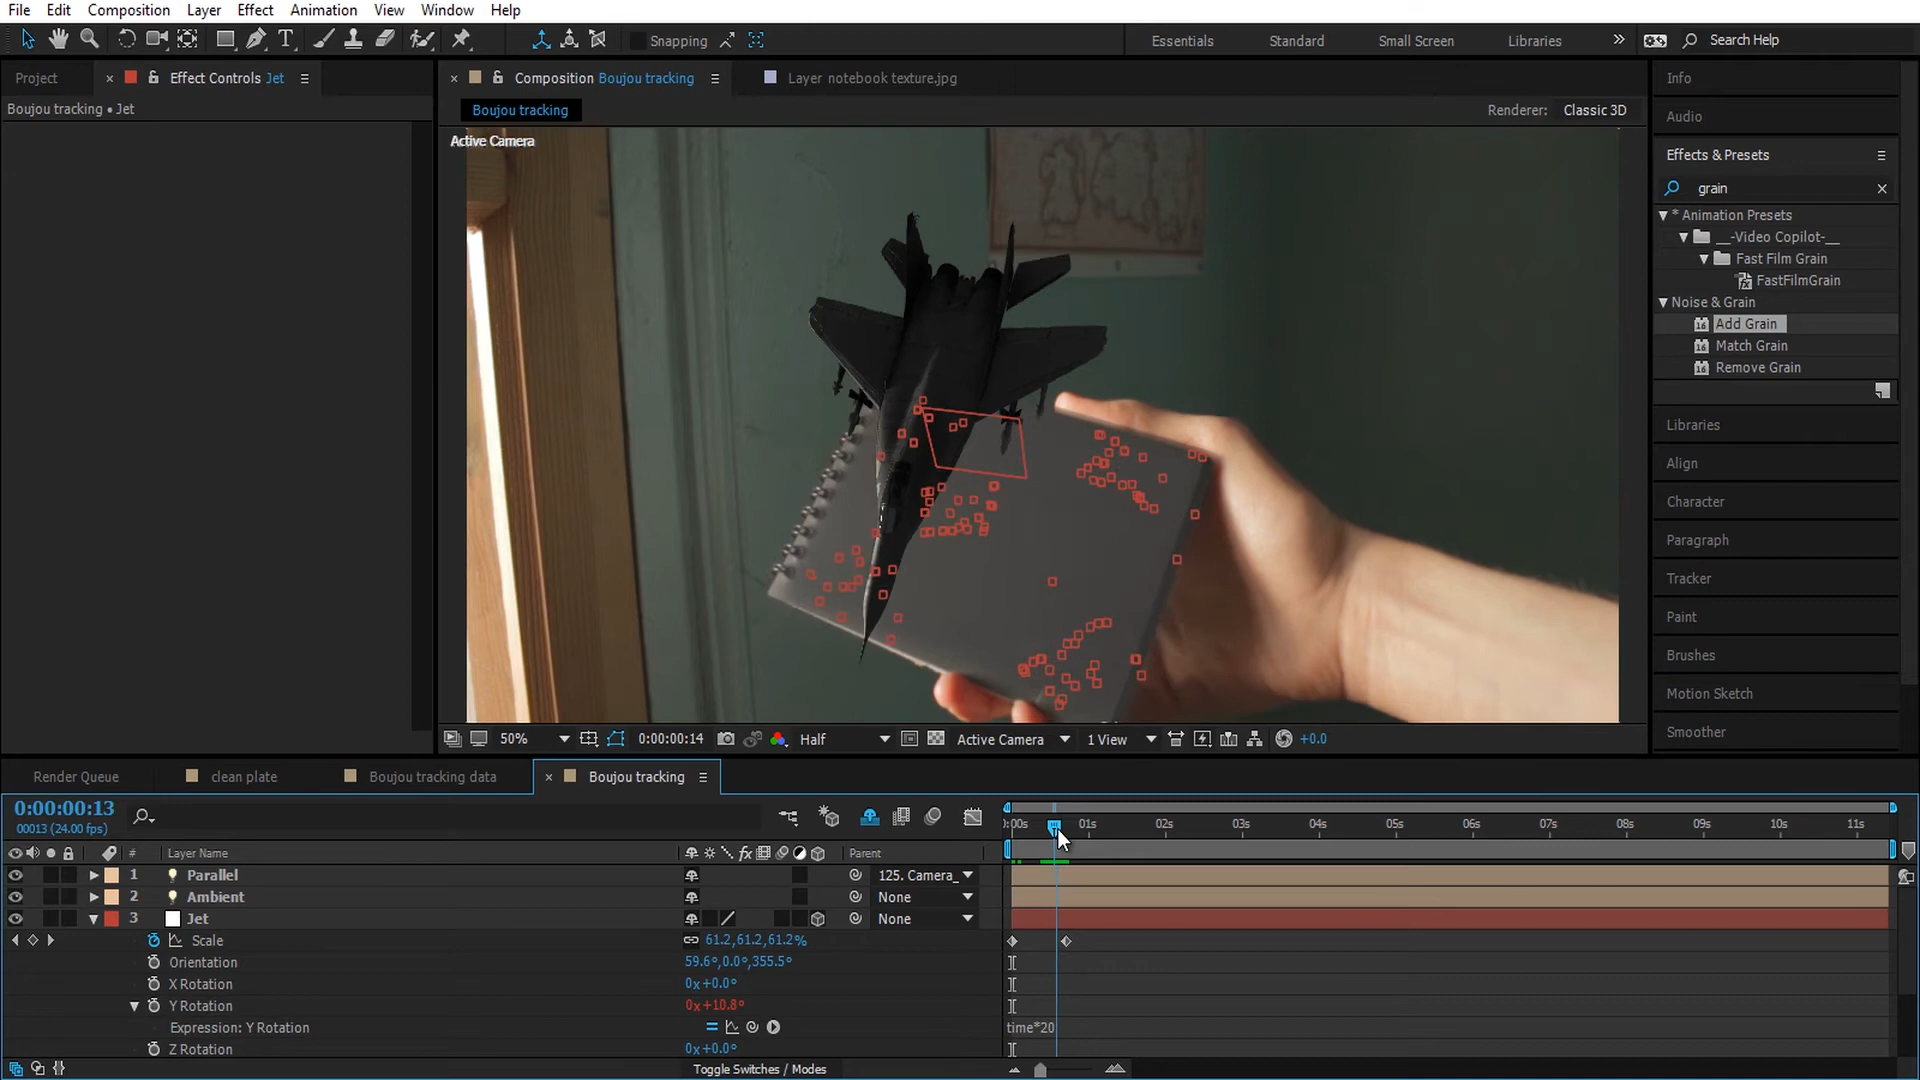 File Edit Composition Layer Effect Animation View Window Help
Snapping
Essentials Standard Small Screen Libraries Search Help
Project Effect Controls Jet
Composition Boujou tracking
Layer notebook texture.jpg
Info
Boujou tracking • Jet
Boujou tracking
Renderer: Classic 3D
Audio
Active Camera
Effects & Presets
grain
* Animation Presets
__-Video Copilot-__
Fast Film Grain
FastFilmGrain
Noise & Grain
Add Grain
Match Grain
Remove Grain
Libraries
Align
Character
Paragraph
Tracker
Paint
Brushes
Motion Sketch
Smoother
50% 0:00:00:14 Half Active Camera 1 View +0.0
Render Queue clean plate Boujou tracking data Boujou tracking
0:00:00:13
00013 (24.00 fps)
):00s 01s 02s 03s 04s 05s 06s 07s 08s 09s 10s 11s
# Layer Name Parent
1 Parallel 125. Camera_
2 Ambient None
3 Jet None
Scale 61.2,61.2,61.2%
Orientation 59.6°,0.0°,355.5°
X Rotation 0x+0.0°
Y Rotation 0x+10.8°
Expression: Y Rotation time*20
Z Rotation 0x+0.0°
Toggle Switches / Modes